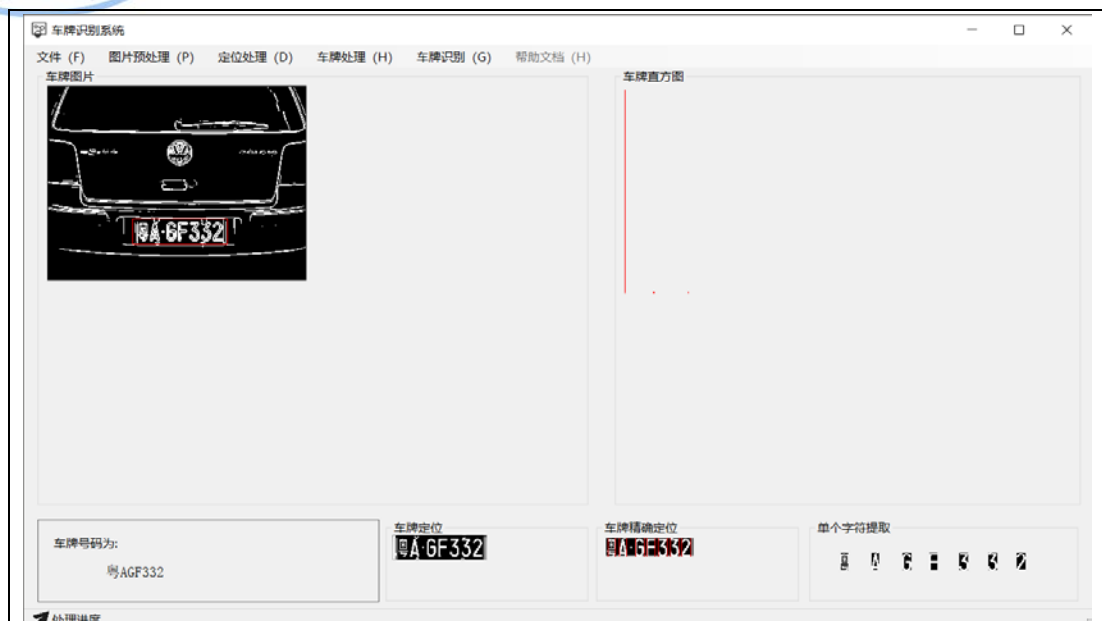 车牌识别系统
文件 (F) 图片预处理 (P) 定位处理 (D) 车牌处理 (H) 车牌识别 (G) 帮助文档 (H)
车牌图片
车牌直方图
粤A·GF332
车牌号码为:
粤AGF332
车牌定位
粤A·GF332
车牌精确定位
粤A·GF332
单个字符提取
粤 A G F 3 3 2
处理进度